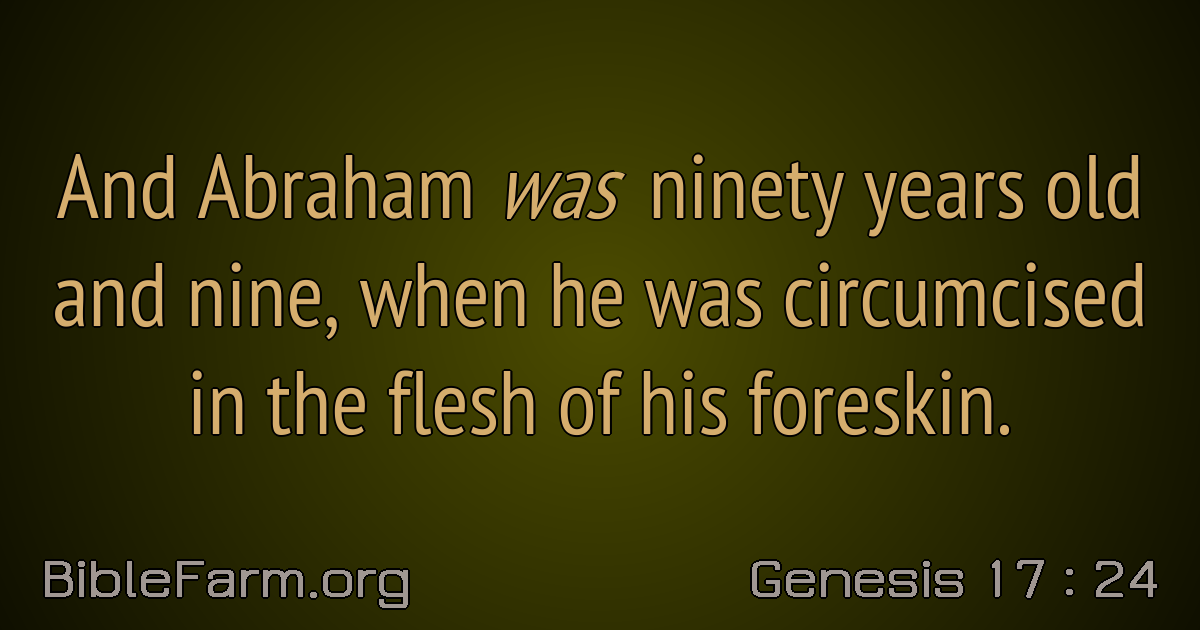 And Abraham was ninety years old
and nine, when he was circumcised
in the flesh of his foreskin.
BibleFarm.org
Genesis 17 : 24